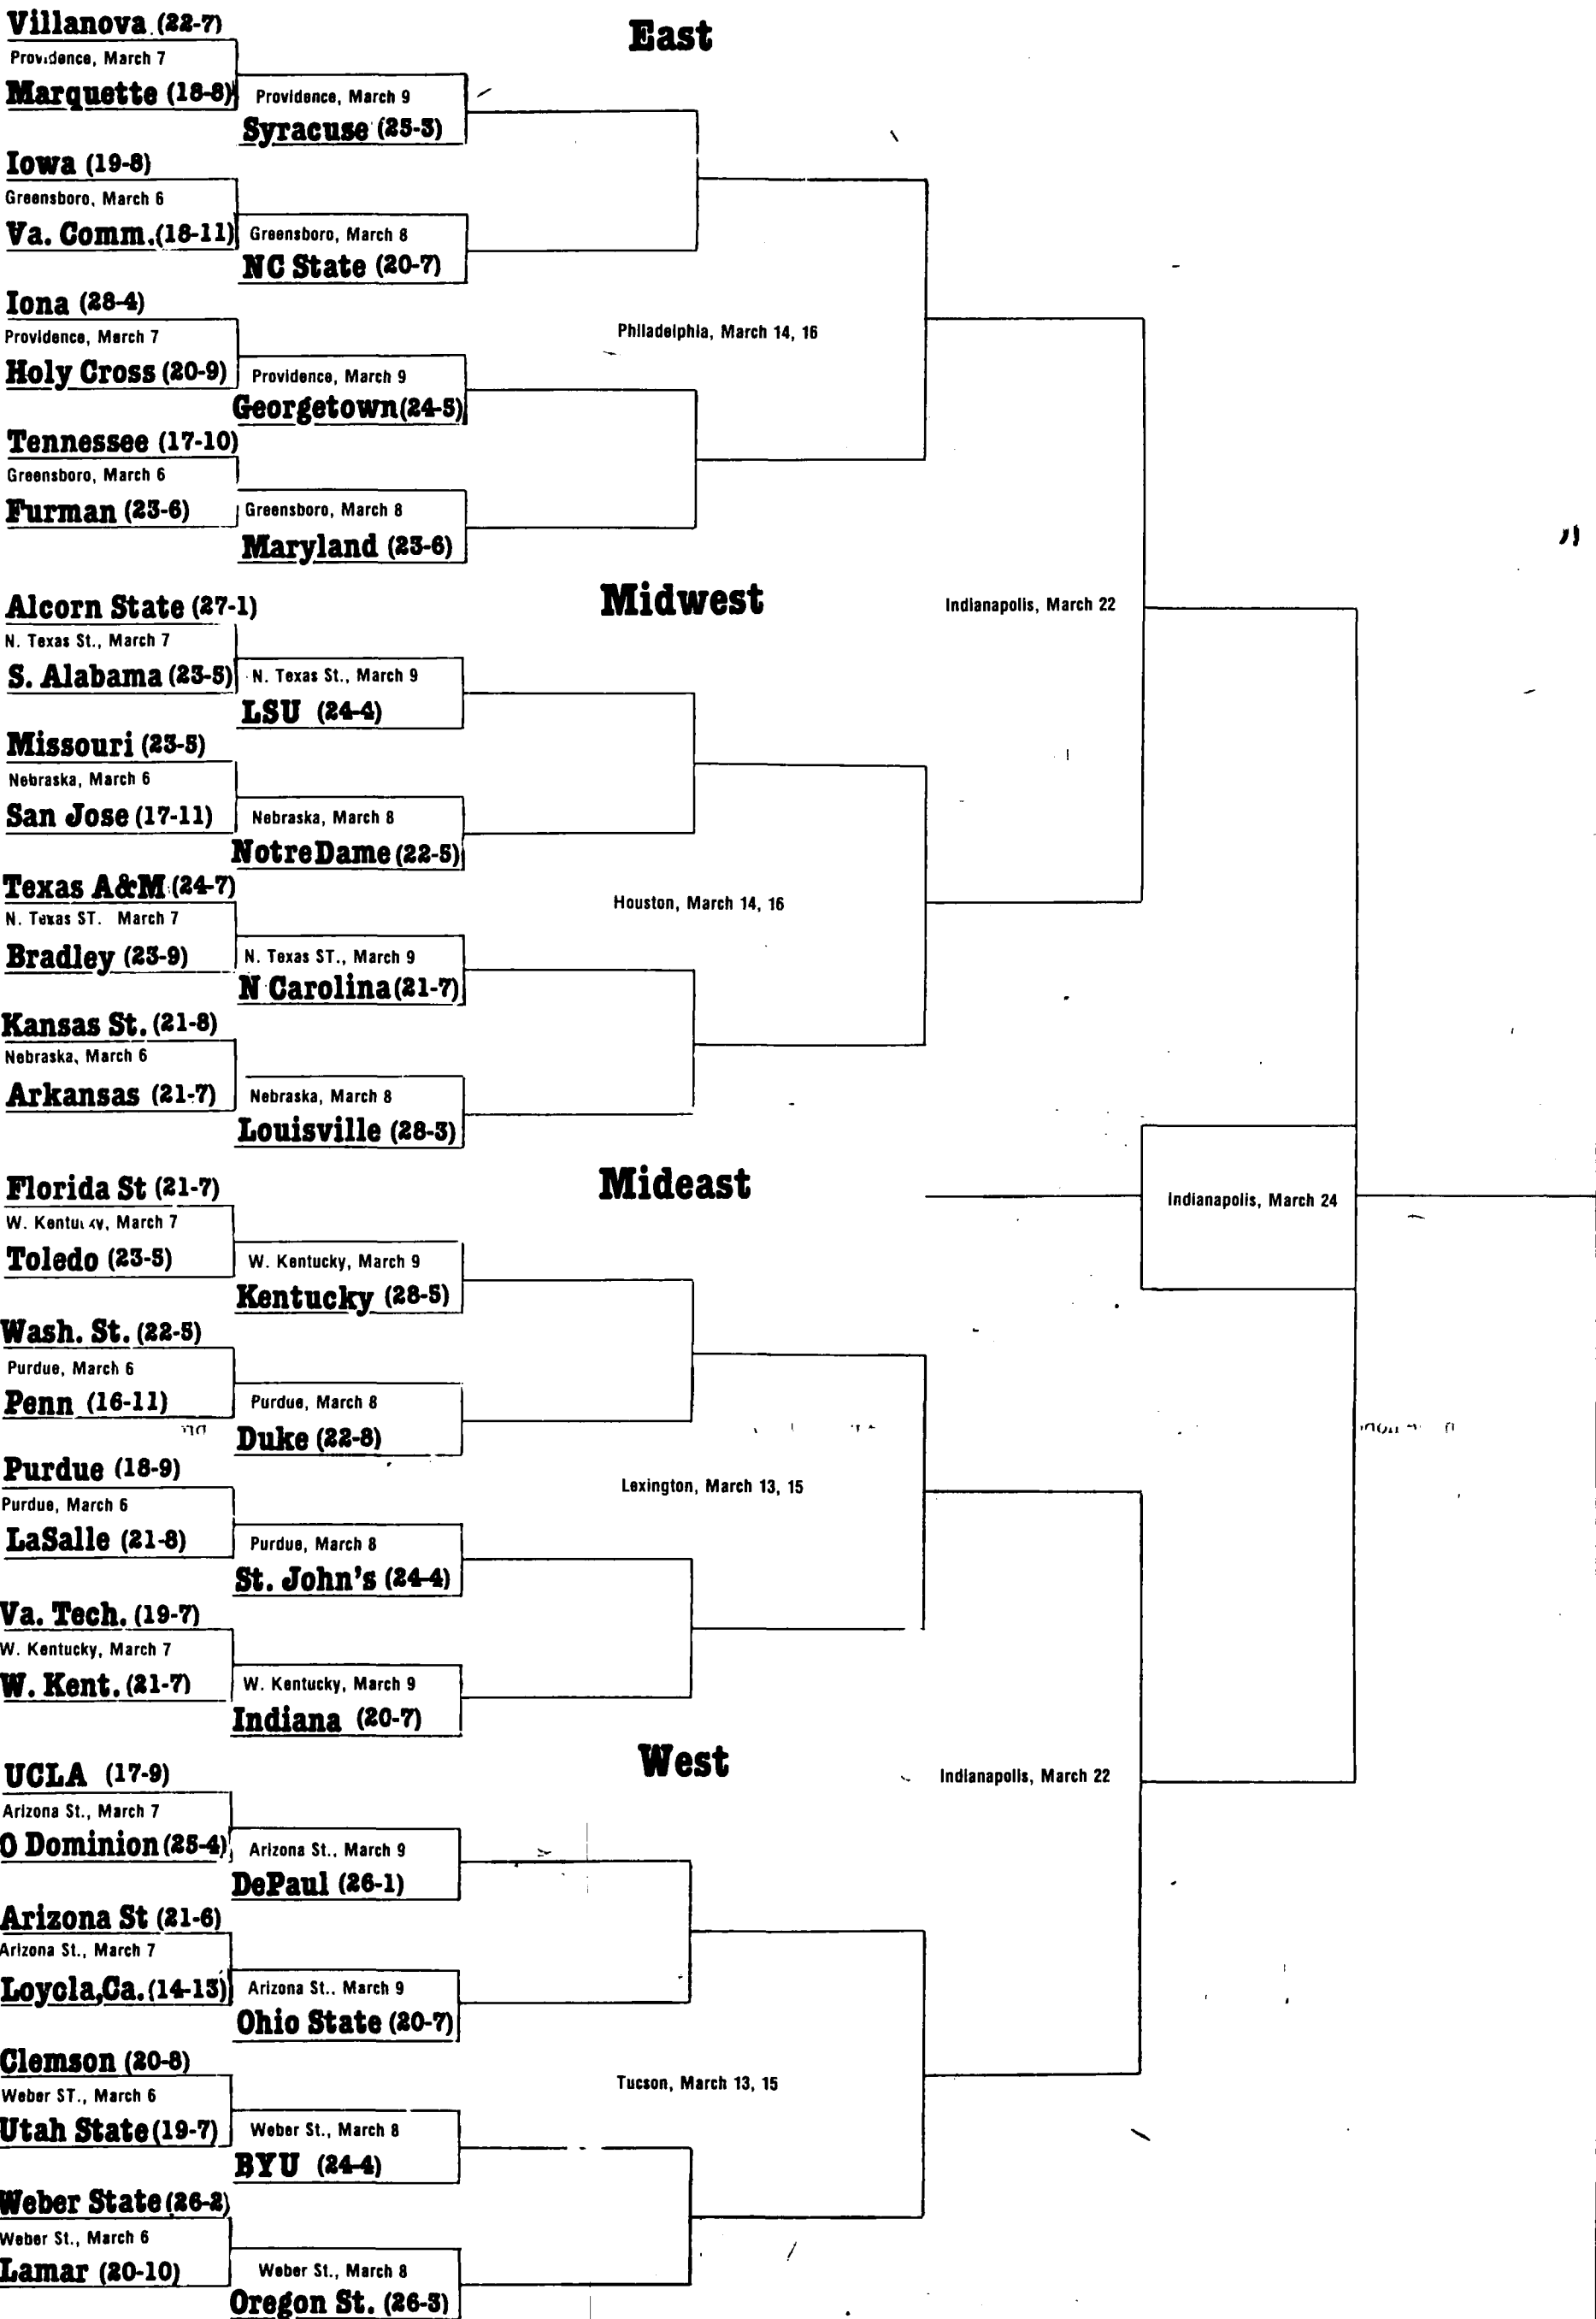 Villanova (22-7)
East
Providence, March 7
Marquette (18-8)
Providence, March 9
Syracuse (25-3)
Iowa (19-8)
Greensboro, March 6
Va. Comm.(18-11)
Greensboro, March 8
NC State (20-7)
Iona (28-4)
Providence, March 7
Holy Cross (20-9)
Providence, March 9
Georgetown(24-5)
Philadelphia, March 14, 16
Tennessee (17-10)
Greensboro, March 6
Furman (23-6)
Greensboro, March 8
Maryland (23-6)
Midwest
Indianapolis, March 22
Alcorn State (27-1)
N. Texas St., March 7
S. Alabama (23-5)
N. Texas St., March 9
LSU (24-4)
Missouri (23-5)
Nebraska, March 6
San Jose (17-11)
Nebraska, March 8
NotreDame (22-5)
Texas A&M (24-7)
N. Texas ST. March 7
Bradley (23-9)
N. Texas ST., March 9
N Carolina (21-7)
Houston, March 14, 16
Kansas St. (21-8)
Nebraska, March 6
Arkansas (21-7)
Nebraska, March 8
Louisville (28-3)
Mideast
Indianapolis, March 24
Florida St (21-7)
W. Kentucky, March 7
Toledo (23-5)
W. Kentucky, March 9
Kentucky (28-5)
Wash. St. (22-5)
Purdue, March 6
Penn (16-11)
Purdue, March 8
Duke (22-8)
Purdue (18-9)
Lexington, March 13, 15
Purdue, March 6
LaSalle (21-8)
Purdue, March 8
St. John's (24-4)
Va. Tech. (19-7)
W. Kentucky, March 7
W. Kent. (21-7)
W. Kentucky, March 9
Indiana (20-7)
West
Indianapolis, March 22
UCLA (17-9)
Arizona St., March 7
O Dominion (25-4)
Arizona St., March 9
DePaul (26-1)
Arizona St (21-6)
Arizona St., March 7
Loyola,Ca. (14-13)
Arizona St.. March 9
Ohio State (20-7)
Clemson (20-8)
Weber ST., March 6
Utah State (19-7)
Weber St., March 8
BYU (24-4)
Tucson, March 13, 15
Weber State (26-2)
Weber St., March 6
Lamar (20-10)
Weber St., March 8
Oregon St. (26-3)